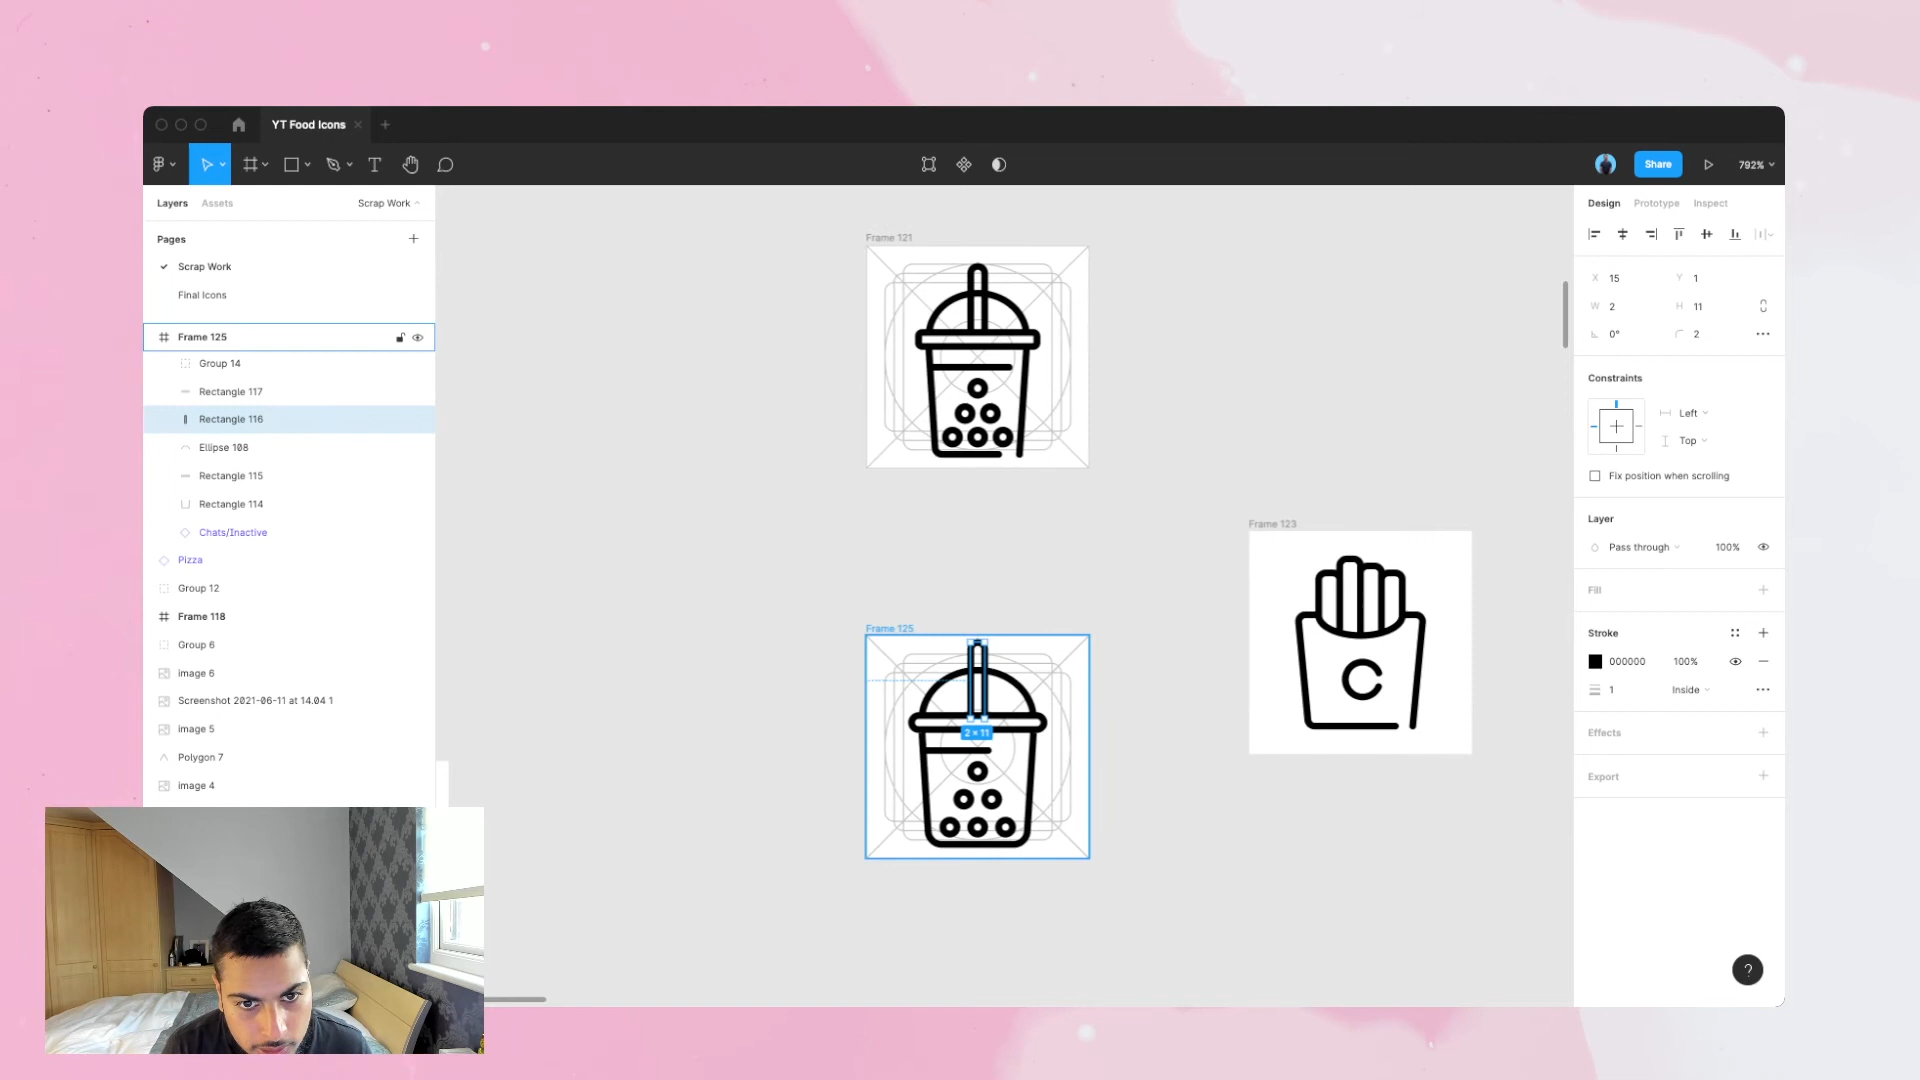 YT Food Icons
Share
792%
Layers
Assets
Scrap Work
Pages
Scrap Work
Final Icons
Frame 125
Group 14
Rectangle 117
Rectangle 116
Ellipse 108
Rectangle 115
Rectangle 114
Chats/Inactive
Pizza
Group 12
Frame 118
Group 6
image 6
Screenshot 2021-06-11 at 14.04 1
image 5
Polygon 7
image 4
Frame 121
Frame 123
C
Frame 125
2 × 11
Design
Prototype
Inspect
X 15
Y 1
W 2
H 11
0°
2
Constraints
Left
Top
Fix position when scrolling
Layer
Pass through
100%
Fill
Stroke
000000
100%
1
Inside
Effects
Export
?